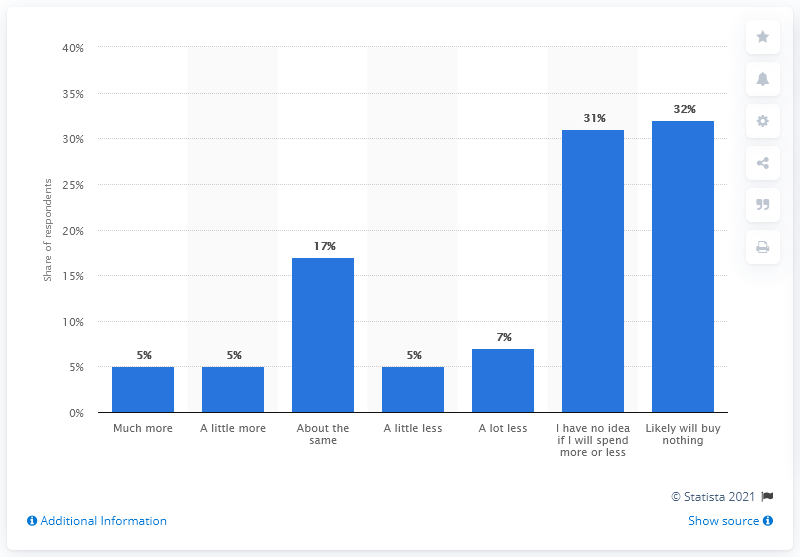 40%
35%
30%
25%
20%
15%
10%
5%
0%
Share of respondents
5%
5%
17%
5%
7%
31%
32%
Much more
A little more
About the
same
A little less
A lot less
I have no idea
if I will spend
more or less
Likely will buy
nothing
© Statista 2021
Additional Information
Show source